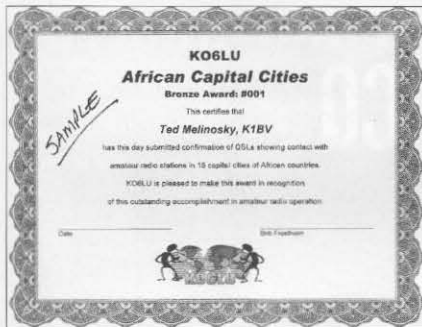 KO6LU
African Capital Cities
Bronze Award: #001
This certifies that
SAMPLE
Ted Melinosky, K1BV
has this day submitted confirmation of QSLs showing contact with
amateur radio stations in 15 capital cities of African countries.
KO6LU is pleased to make this award in recognition
of this outstanding accomplishment in amateur radio operation.
Date
Bob
KO6LU